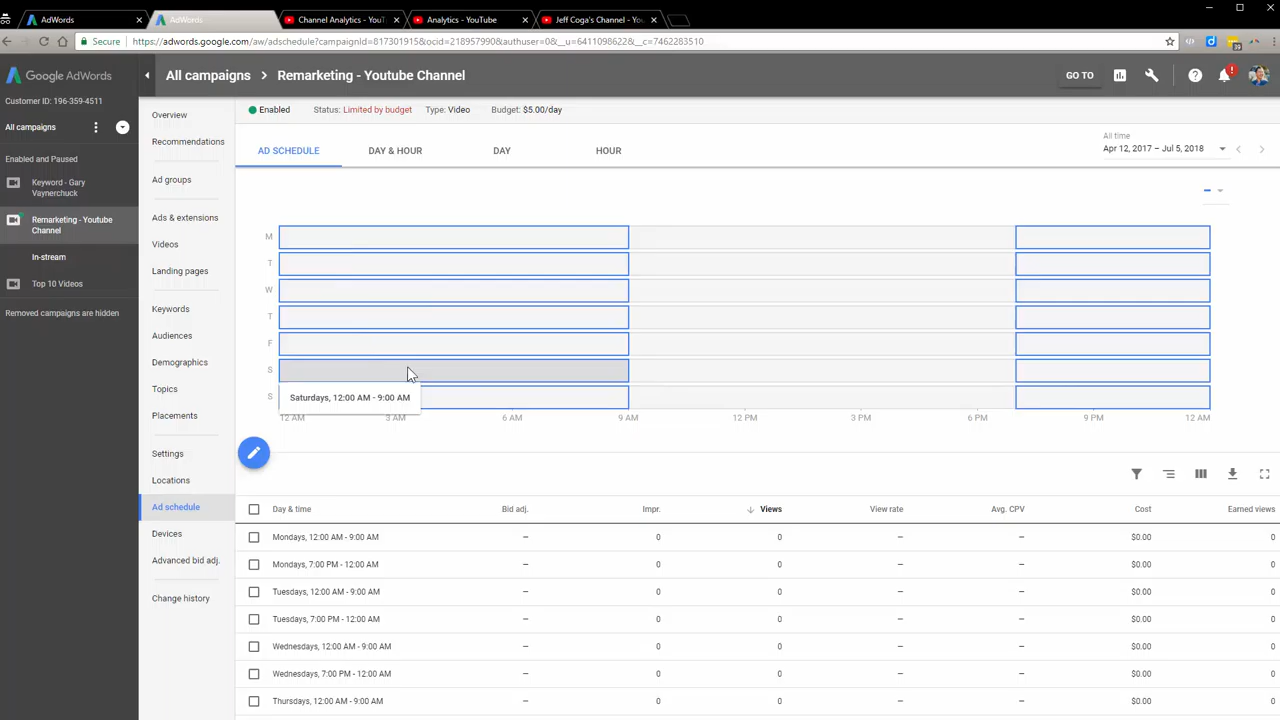 AdWords
AdWords
Channel Analytics - YouT
Analytics - YouTube
Jeff Coga's Channel - You
Secure
https://adwords.google.com/aw/adschedule?campaignId=817301915&ocid=218957990&authuser=0&__u=6411098622&__c=7462283510
39
Google AdWords
All campaigns
Remarketing - Youtube Channel
GO TO
Customer ID: 196-359-4511
All campaigns
Enabled and Paused
Keyword - Gary
Vaynerchuck
Remarketing - Youtube
Channel
In-stream
Top 10 Videos
Removed campaigns are hidden
Overview
Recommendations
Ad groups
Ads & extensions
Videos
Landing pages
Keywords
Audiences
Demographics
Topics
Placements
Settings
Locations
Ad schedule
Devices
Advanced bid adj.
Change history
Enabled
Status: Limited by budget
Type: Video
Budget: $5.00/day
AD SCHEDULE
DAY & HOUR
DAY
HOUR
All time
Apr 12, 2017 – Jul 5, 2018
M
T
W
T
F
S
S
Saturdays, 12:00 AM - 9:00 AM
12 AM
3 AM
6 AM
9 AM
12 PM
3 PM
6 PM
9 PM
12 AM
Day & time Bid adj. Impr. Views View rate Avg. CPV Cost Earned views
Mondays, 12:00 AM - 9:00 AM – 0 0 – – $0.00 0
Mondays, 7:00 PM - 12:00 AM – 0 0 – – $0.00 0
Tuesdays, 12:00 AM - 9:00 AM – 0 0 – – $0.00 0
Tuesdays, 7:00 PM - 12:00 AM – 0 0 – – $0.00 0
Wednesdays, 12:00 AM - 9:00 AM – 0 0 – – $0.00 0
Wednesdays, 7:00 PM - 12:00 AM – 0 0 – – $0.00 0
Thursdays, 12:00 AM - 9:00 AM – 0 0 – – $0.00 0